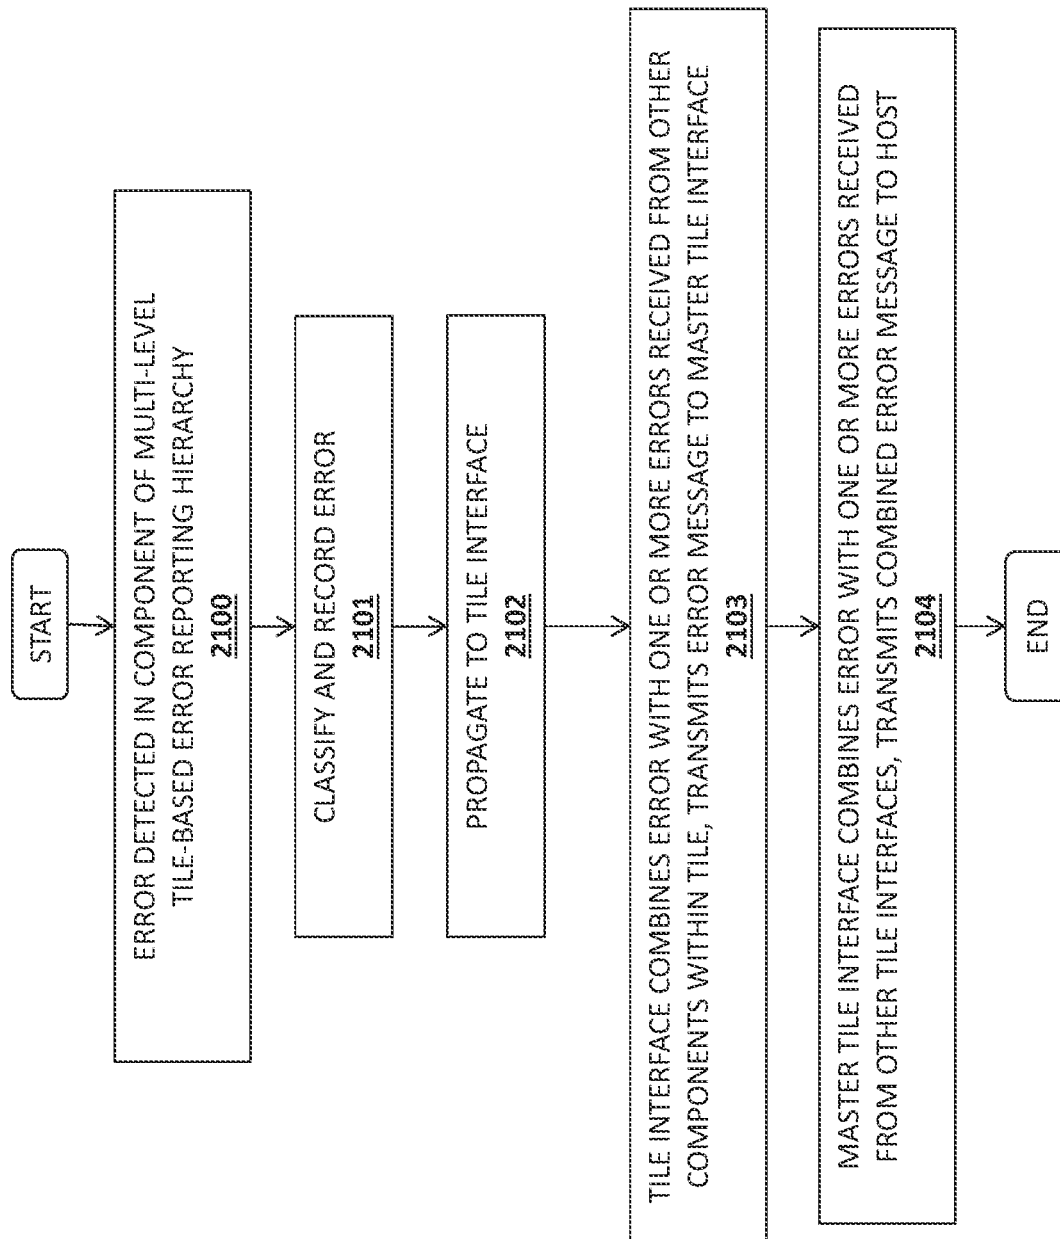 START
ERROR DETECTED IN COMPONENT OF MULTI-LEVEL
TILE-BASED ERROR REPORTING HIERARCHY
2100
CLASSIFY AND RECORD ERROR
2101
PROPAGATE TO TILE INTERFACE
2102
TILE INTERFACE COMBINES ERROR WITH ONE OR MORE ERRORS RECEIVED FROM OTHER
COMPONENTS WITHIN TILE, TRANSMITS ERROR MESSAGE TO MASTER TILE INTERFACE
2103
MASTER TILE INTERFACE COMBINES ERROR WITH ONE OR MORE ERRORS RECEIVED
FROM OTHER TILE INTERFACES, TRANSMITS COMBINED ERROR MESSAGE TO HOST
2104
END